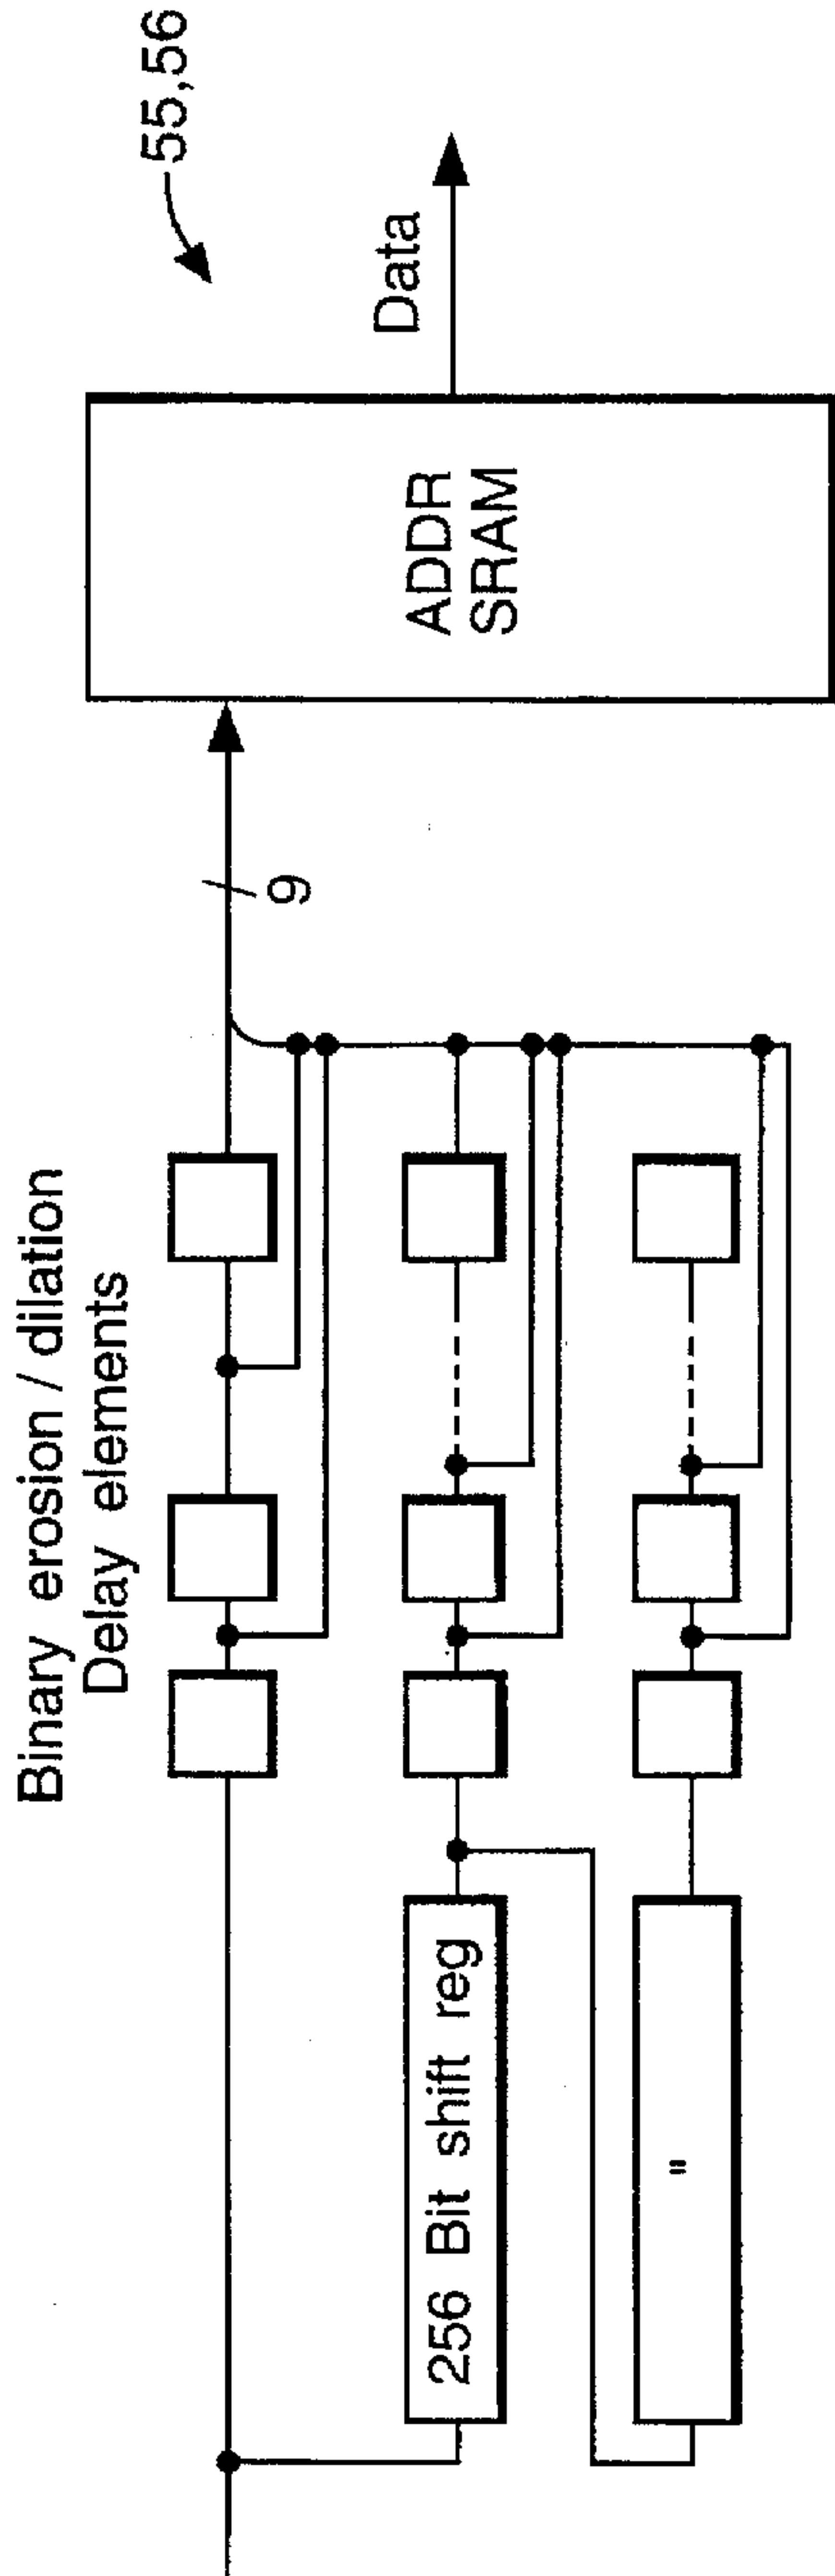 Binary erosion / dilation
Delay elements
55,56
256 Bit shift reg
"
9
ADDR
SRAM
Data